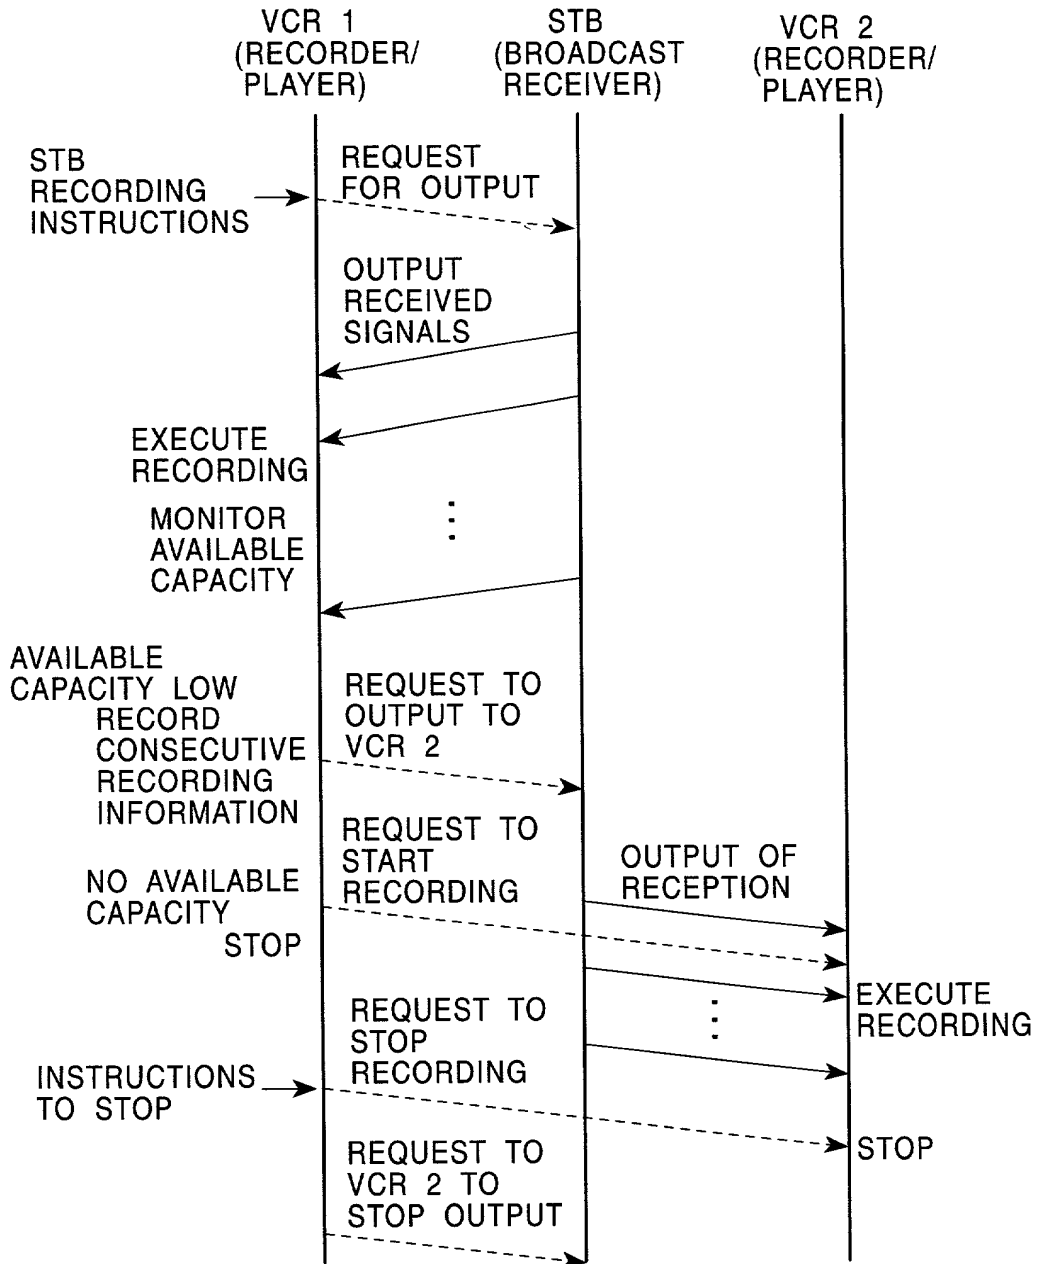 VCR 1
(RECORDER/
PLAYER)
STB
(BROADCAST
RECEIVER)
VCR 2
(RECORDER/
PLAYER)
STB
RECORDING
INSTRUCTIONS
REQUEST
FOR OUTPUT
OUTPUT
RECEIVED
SIGNALS
EXECUTE
RECORDING
MONITOR
AVAILABLE
CAPACITY
AVAILABLE
CAPACITY LOW
RECORD
CONSECUTIVE
RECORDING
INFORMATION
REQUEST TO
OUTPUT TO
VCR 2
REQUEST TO
START
RECORDING
OUTPUT OF
RECEPTION
NO AVAILABLE
CAPACITY
STOP
EXECUTE
RECORDING
REQUEST TO
STOP
RECORDING
INSTRUCTIONS
TO STOP
STOP
REQUEST TO
VCR 2 TO
STOP OUTPUT